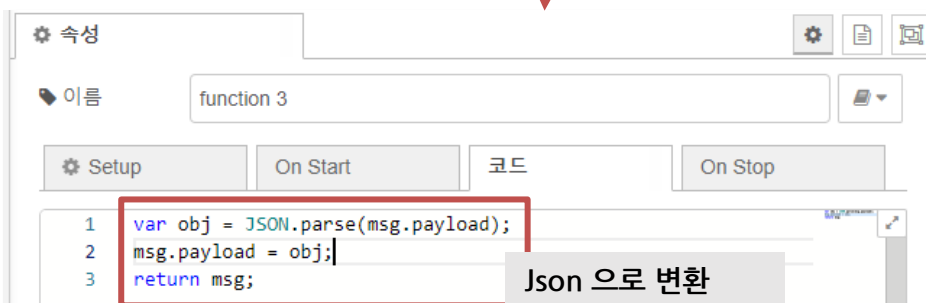 속성
이름
function 3
Setup
On Start
코드
On Stop
1 var obj = JSON.parse(msg.payload);
2 msg.payload = obj;
3 return msg;
Json 으로 변환